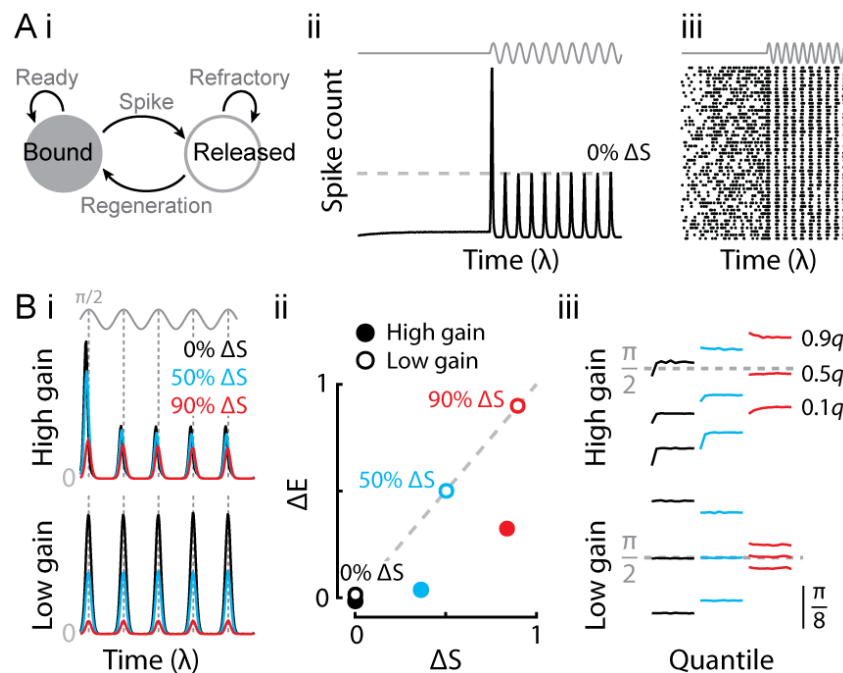 A i
Ready
Refractory
Spike
Bound
Released
Regeneration
ii
Spike count
0% ΔS
Time (λ)
iii
Time (λ)
B i
π/2
High gain
0% ΔS
50% ΔS
90% ΔS
0
Low gain
0
Time (λ)
ii
High gain
Low gain
1
90% ΔS
ΔE
50% ΔS
0% ΔS
0
0
1
ΔS
iii
High gain
π/2
0.9q
0.5q
0.1q
Low gain
π/2
π/8
Quantile